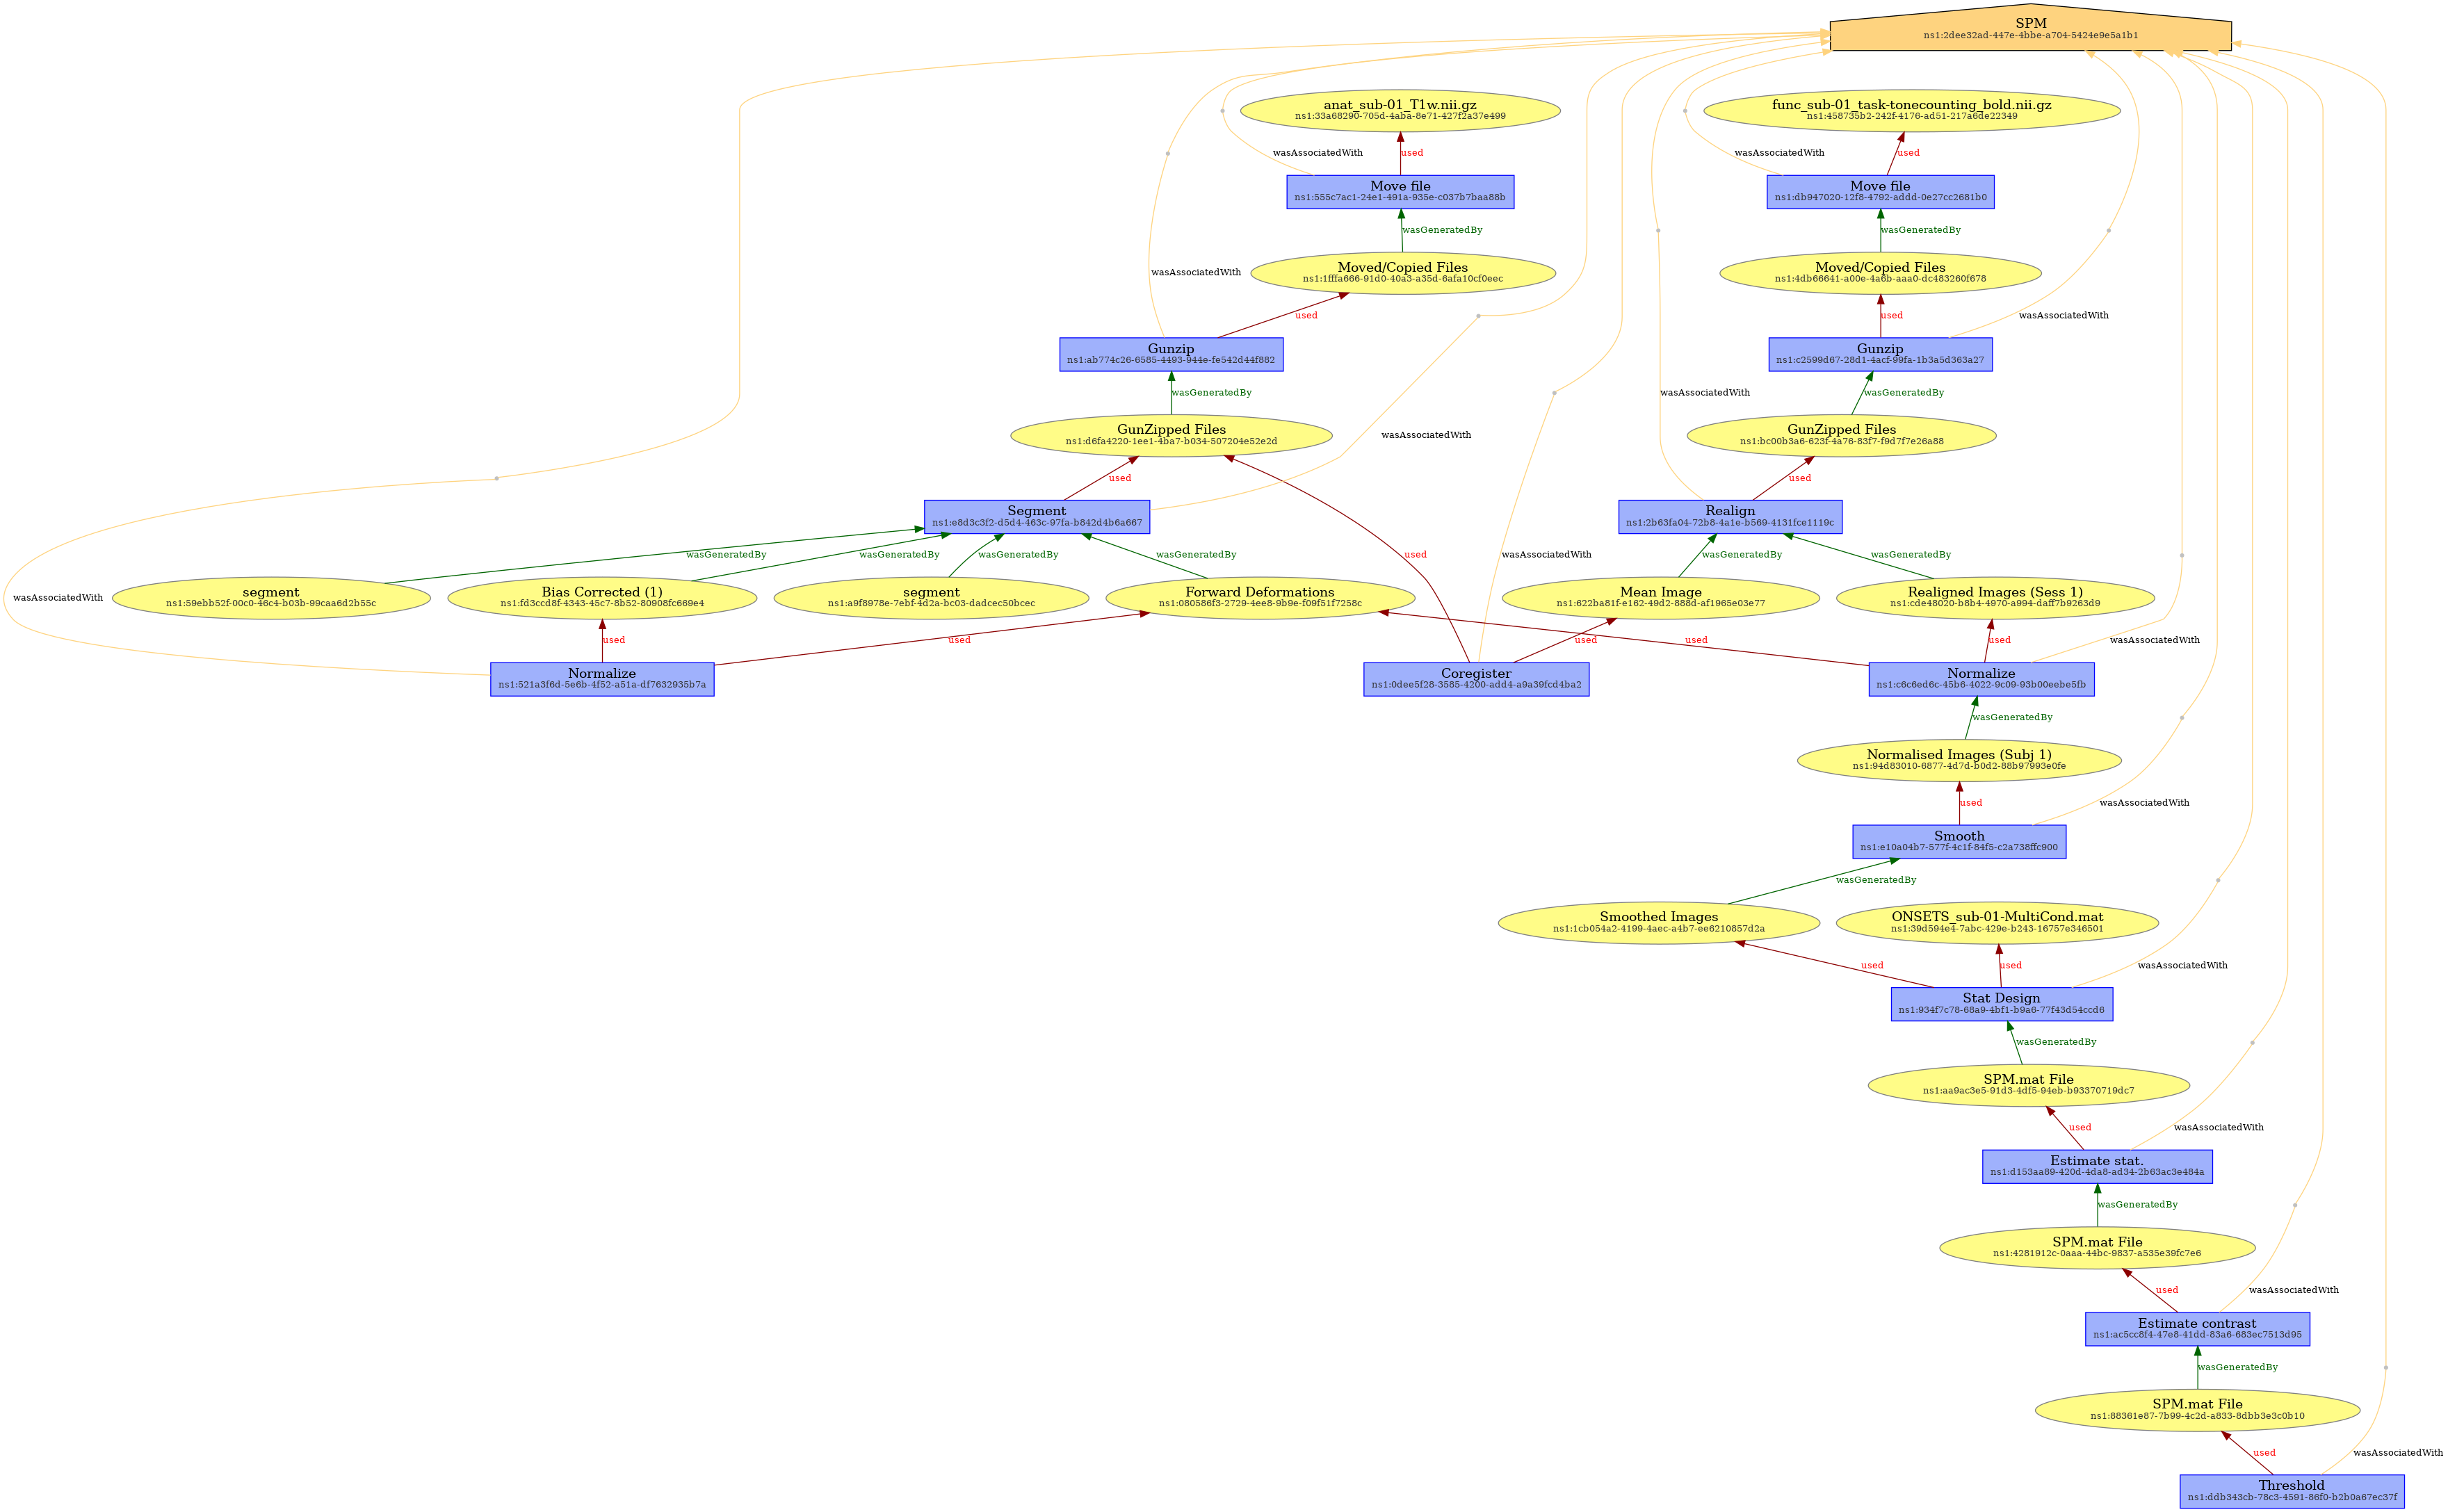 SPM
ns1:2dee32ad-447e-4bbe-a704-5424e9e5a1b1
anat_sub-01_T1w.nii.gz
ns1:33a68290-705d-4aba-8e71-427f2a37e499
func_sub-01_task-tonecounting_bold.nii.gz
ns1:458735b2-242f-4176-ad51-217a6de22349
wasAssociatedWith
used
wasAssociatedWith
used
Move file
ns1:555c7ac1-24e1-491a-935e-c037b7baa88b
Move file
ns1:db947020-12f8-4792-addd-0e27cc2681b0
wasGeneratedBy
wasGeneratedBy
wasAssociatedWith
Moved/Copied Files
ns1:1fffa666-91d0-40a3-a35d-6afa10cf0eec
Moved/Copied Files
ns1:4db66641-a00e-4a6b-aaa0-dc483260f678
used
used
wasAssociatedWith
Gunzip
ns1:ab774c26-6585-4493-944e-fe542d44f882
Gunzip
ns1:c2599d67-28d1-4acf-99fa-1b3a5d363a27
wasGeneratedBy
wasAssociatedWith
wasGeneratedBy
GunZipped Files
ns1:d6fa4220-1ee1-4ba7-b034-507204e52e2d
wasAssociatedWith
GunZipped Files
ns1:bc00b3a6-623f-4a76-83f7-f9d7f7e26a88
used
used
Segment
ns1:e8d3c3f2-d5d4-463c-97fa-b842d4b6a667
Realign
ns1:2b63fa04-72b8-4a1e-b569-4131fce1119c
wasGeneratedBy
wasGeneratedBy
wasGeneratedBy
wasGeneratedBy
used
wasAssociatedWith
wasGeneratedBy
wasGeneratedBy
wasAssociatedWith
segment
ns1:59ebb52f-00c0-46c4-b03b-99caa6d2b55c
Bias Corrected (1)
ns1:fd3ccd8f-4343-45c7-8b52-80908fc669e4
segment
ns1:a9f8978e-7ebf-4d2a-bc03-dadcec50bcec
Forward Deformations
ns1:080586f3-2729-4ee8-9b9e-f09f51f7258c
Mean Image
ns1:622ba81f-e162-49d2-888d-af1965e03e77
Realigned Images (Sess 1)
ns1:cde48020-b8b4-4970-a994-daff7b9263d9
used
used
used
used
used
wasAssociatedWith
Normalize
ns1:521a3f6d-5e6b-4f52-a51a-df7632935b7a
Coregister
ns1:0dee5f28-3585-4200-add4-a9a39fcd4ba2
Normalize
ns1:c6c6ed6c-45b6-4022-9c09-93b00eebe5fb
wasGeneratedBy
Normalised Images (Subj 1)
ns1:94d83010-6877-4d7d-b0d2-88b97993e0fe
used
wasAssociatedWith
Smooth
ns1:e10a04b7-577f-4c1f-84f5-c2a738ffc900
wasGeneratedBy
Smoothed Images
ns1:1cb054a2-4199-4aec-a4b7-ee6210857d2a
ONSETS_sub-01-MultiCond.mat
ns1:39d594e4-7abc-429e-b243-16757e346501
used
used
wasAssociatedWith
Stat Design
ns1:934f7c78-68a9-4bf1-b9a6-77f43d54ccd6
wasGeneratedBy
SPM.mat File
ns1:aa9ac3e5-91d3-4df5-94eb-b93370719dc7
used
wasAssociatedWith
Estimate stat.
ns1:d153aa89-420d-4da8-ad34-2b63ac3e484a
wasGeneratedBy
SPM.mat File
ns1:4281912c-0aaa-44bc-9837-a535e39fc7e6
used
wasAssociatedWith
Estimate contrast
ns1:ac5cc8f4-47e8-41dd-83a6-683ec7513d95
wasGeneratedBy
SPM.mat File
ns1:88361e87-7b99-4c2d-a833-8dbb3e3c0b10
used
wasAssociatedWith
Threshold
ns1:ddb343cb-78c3-4591-86f0-b2b0a67ec37f